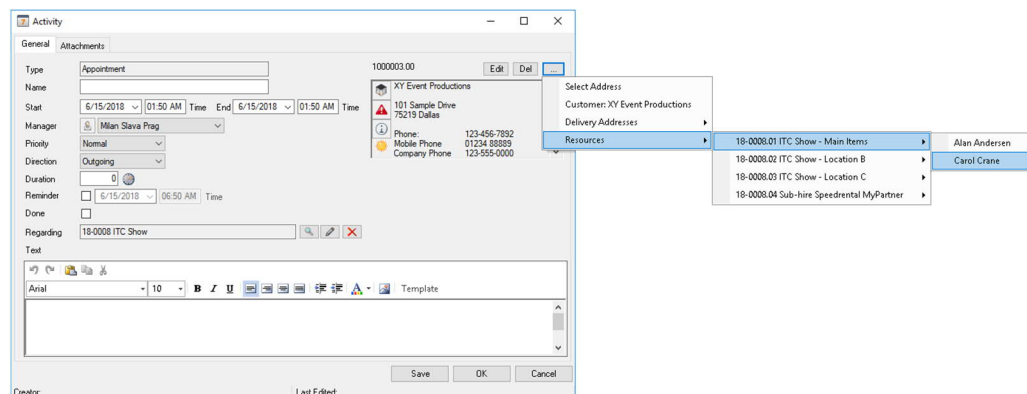 Activity
General Attachments
Type Appointment 1000003.00 Edit Del ...
Name XY Event Productions
Start 6/15/2018 01:50 AM Time End 6/15/2018 01:50 AM Time
101 Sample Drive
75219 Dallas
Manager Milan Slava Prag
Priority Normal
Phone: 123-456-7892
Mobile Phone 01234 88889
Company Phone 123-555-0000
Direction Outgoing
Duration 0
Reminder 6/15/2018 06:50 AM Time
Done
Regarding 18-0008 ITC Show
Text
Arial 10 B I U A Template
Save OK Cancel
Creator: Last Edited:
Select Address
Customer: XY Event Productions
Delivery Addresses
Resources
18-0008.01 ITC Show - Main Items
18-0008.02 ITC Show - Location B
18-0008.03 ITC Show - Location C
18-0008.04 Sub-hire Speedrental MyPartner
Alan Andersen
Carol Crane